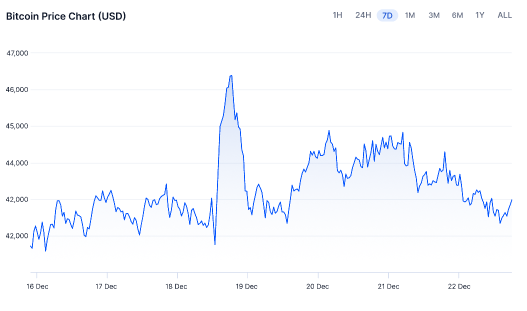 Bitcoin Price Chart (USD)
1H 24H 7D 1M 3M 6M 1Y ALL
47,000
46,000
45,000
44,000
42,000
42,000
16 Dec 17 Dec 18 Dec 19 Dec 20 Dec 21 Dec 22 Dec